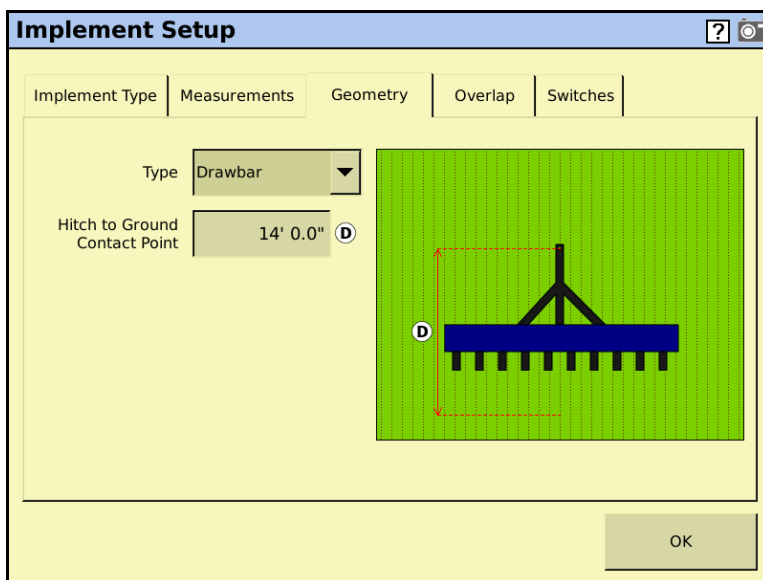 Implement Setup
?
Implement Type
Measurements
Geometry
Overlap
Switches
Type
Drawbar
Hitch to Ground
Contact Point
14' 0.0"
D
D
OK